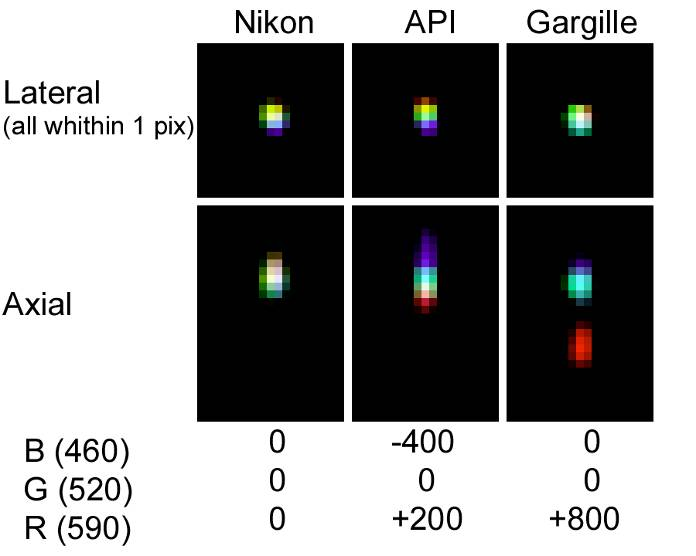 Nikon API Gargille
Lateral
(all whithin 1 pix)
Axial
B (460) 0 -400 0
G (520) 0 0 0
R (590) 0 +200 +800